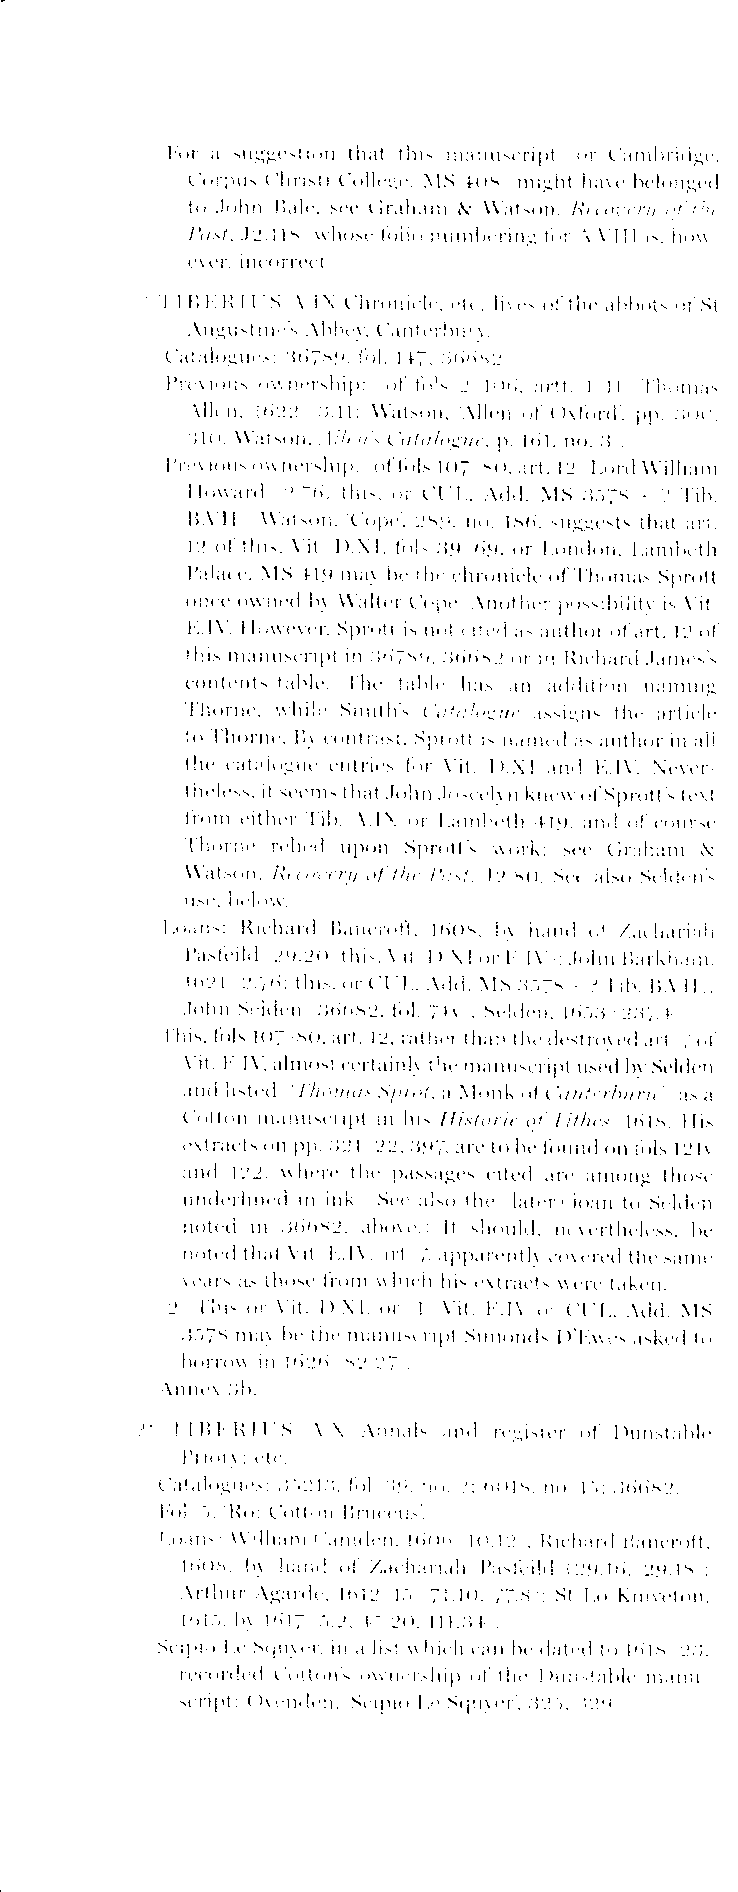 For a suggestion that this manuscript or Cambridge,
Corpus Christi College, MS 408 might have belonged
to John Bale, see Graham & Watson, Recovery of the
Past, J2.118 whose folio numbering for A.VIII is, how
ever, incorrect
TIBERIUS A.IX Chronicle, etc, lives of the abbots of St
Augustine's Abbey, Canterbury.
Catalogues: 36789, fol. 147, 36682
Previous ownership: of fols 2 106, artt. 1 11 Thomas
Allen, 1622 3.11; Watson, 'Allen of Oxford', pp.
310, Watson, Allen's Catalogue, p. 161, no. 3 .
Previous ownership, of fols 107 80, art. 12 Lord William
Howard 2.76, this, or CUL, Add. MS 3578 2 Tib.
B.VII Watson, 'Cope', 289, no. 186, suggests that art.
12 of this, Vit. D.XI, fols 39 69, or London, Lambeth
Palace, MS 419 may be the chronicle of Thomas Sprott
once owned by Walter Cope. Another possibility is Vit.
E.IV. However, Sprott is not cited as author of art. 12 of
this manuscript in 36789, 36682 or in Richard James's
contents-table. The table has an addition naming
Thorne, while Smith's Catalogue assigns the article
to Thorne. By contrast, Sprott is named as author in all
the catalogue entries for Vit. D.XI and E.IV. Never-
theless, it seems that John Joscelyn knew of Sprott's text
from either Tib. A.IX or Lambeth 419, and of course
Thorne relied upon Sprott's work; see Graham &
Watson, Recovery of the Past, J2.80. See also Selden's
use, below.
Loans: Richard Bancroft, 1608, by hand of Zachariah
Pasfeild 29.20 this, Vit. D.XI or E.IV ; John Barkham,
1621 2.76; this, or CUL, Add. MS 3578 2 Tib. B.VII ,
John Selden 36682, fol. 74v , Selden, 1653 237.4
This, fols 107 80, art. 12, rather than the destroyed art. 7 of
Vit. E.IV, almost certainly the manuscript used by Selden
and listed 'Thomas Sprot, a Monk of Canterburie' as a
Cotton manuscript in his Historie of Tithes 1618. His
extracts on pp. 321 22, 397, are to be found on fols 121v
and 122, where the passages cited are among those
underlined in ink. See also the later loan to Selden
noted in 36682, above. It should, nevertheless, be
noted that Vit. E.IV, art. 7, apparently covered the same
years as those from which his extracts were taken.
2 This or Vit. D.XI, or 1 Vit. E.IV or CUL, Add. MS
3578 may be the manuscript Simonds D'Ewes asked to
borrow in 1626 82.27 .
Annex 3b.
TIBERIUS A.X Annals and register of Dunstable
Priory; etc.
Catalogues: 35213, fol. 39, no. 2; 6018, no. 15; 36682.
Fol. 5, 'Ro: Cotton Bruceus'.
Loans: William Camden, 1606 10.12 , Richard Bancroft,
1608, by hand of Zachariah Pasfeild 29.16, 29.18 ;
Arthur Agarde, 1612 15 71.10, 77.8 ; St Lo Kniveton,
1615, by 1617 5.2, 45.20, 111.34 .
Scipio Le Squyer, in a list which can be dated to 1618 23,
recorded Cotton's ownership of the Dunstable manu
script: Ovenden, 'Scipio Le Squyer', 325, 329